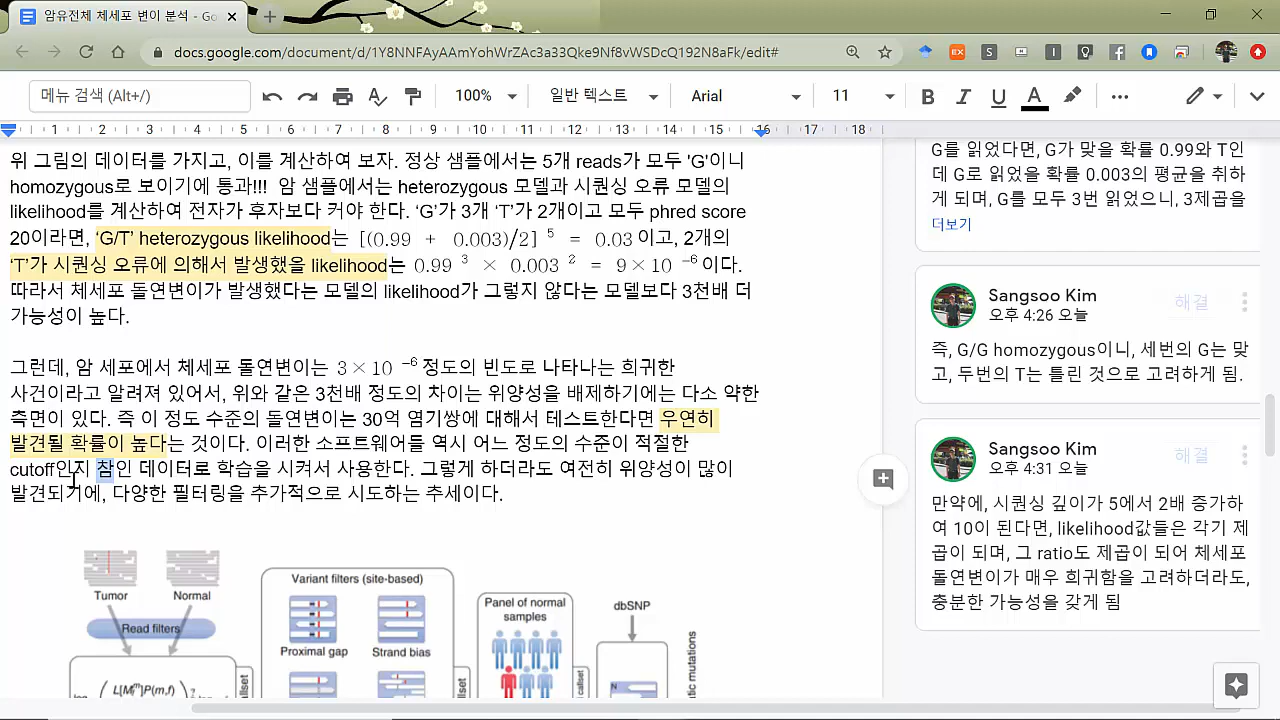 암유전체 체세포 변이 분석 - Go
docs.google.com/document/d/1Y8NNFAyAAmYohWrZAc3a33Qke9Nf8vWSDcQ192N8aFk/edit#
메뉴 검색 (Alt+/)
100%
일반 텍스트
Arial
11
1 2 3 4 5 6 7 8 9 10 11 12 13 14 15 16 17 18
위 그림의 데이터를 가지고, 이를 계산하여 보자. 정상 샘플에서는 5개 reads가 모두 'G'이니
homozygous로 보이기에 통과!!! 암 샘플에서는 heterozygous 모델과 시퀀싱 오류 모델의
likelihood를 계산하여 전자가 후자보다 커야 한다. ‘G’가 3개 ‘T’가 2개이고 모두 phred score
20이라면, ‘G/T’ heterozygous likelihood는 [(0.99 + 0.003)/2] ⁵ = 0.03 이고, 2개의
‘T’가 시퀀싱 오류에 의해서 발생했을 likelihood는 0.99 ³ × 0.003 ² = 9×10 ⁻⁶ 이다.
따라서 체세포 돌연변이가 발생했다는 모델의 likelihood가 그렇지 않다는 모델보다 3천배 더
가능성이 높다.
그런데, 암 세포에서 체세포 돌연변이는 3×10 ⁻⁶ 정도의 빈도로 나타나는 희귀한
사건이라고 알려져 있어서, 위와 같은 3천배 정도의 차이는 위양성을 배제하기에는 다소 약한
측면이 있다. 즉 이 정도 수준의 돌연변이는 30억 염기쌍에 대해서 테스트한다면 우연히
발견될 확률이 높다는 것이다. 이러한 소프트웨어들 역시 어느 정도의 수준이 적절한
cutoff인지 참인 데이터로 학습을 시켜서 사용한다. 그렇게 하더라도 여전히 위양성이 많이
발견되기에, 다양한 필터링을 추가적으로 시도하는 추세이다.
Tumor
Normal
Read filters
Variant filters (site-based)
Proximal gap
Strand bias
Panel of normal
samples
dbSNP
G를 읽었다면, G가 맞을 확률 0.99와 T인
데 G로 읽었을 확률 0.003의 평균을 취하
게 되며, G를 모두 3번 읽었으니, 3제곱을
더보기
Sangsoo Kim
해결
오후 4:26 오늘
즉, G/G homozygous이니, 세번의 G는 맞
고, 두번의 T는 틀린 것으로 고려하게 됨.
Sangsoo Kim
해결
오후 4:31 오늘
만약에, 시퀀싱 깊이가 5에서 2배 증가하
여 10이 된다면, likelihood값들은 각기 제
곱이 되며, 그 ratio도 제곱이 되어 체세포
돌연변이가 매우 희귀함을 고려하더라도,
충분한 가능성을 갖게 됨